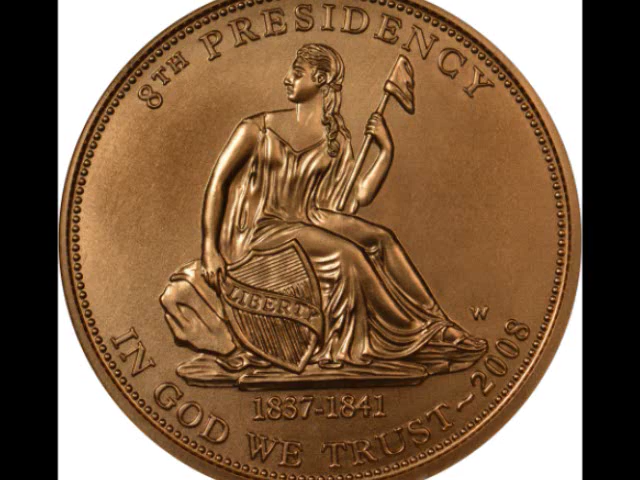 8TH PRESIDENCY
LIBERTY
W
1837-1841
IN GOD WE TRUST~2008